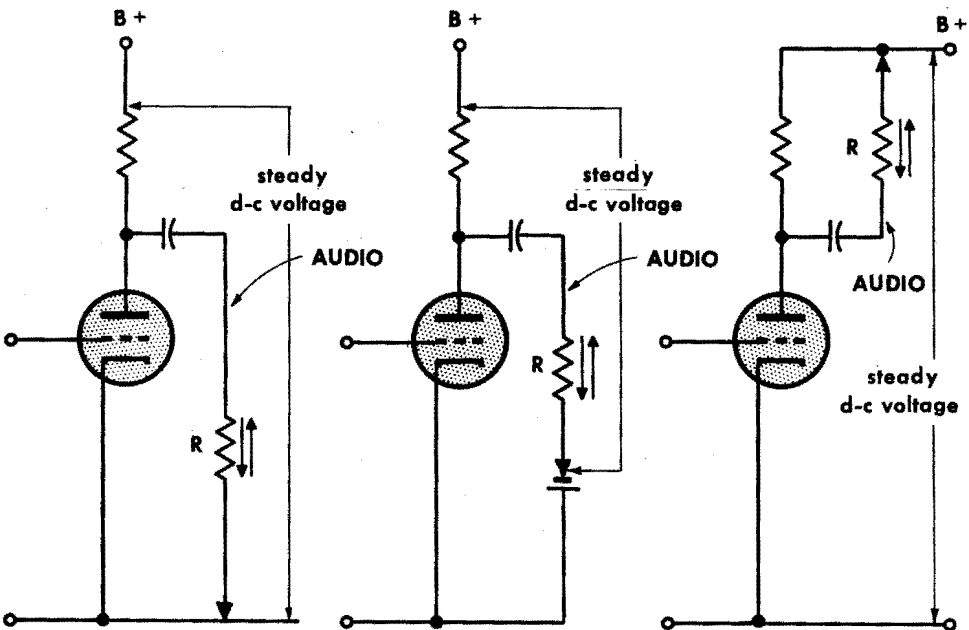 B +
steady
d-c voltage
AUDIO
R
B +
steady
d-c voltage
AUDIO
R
B +
R
AUDIO
steady
d-c voltage